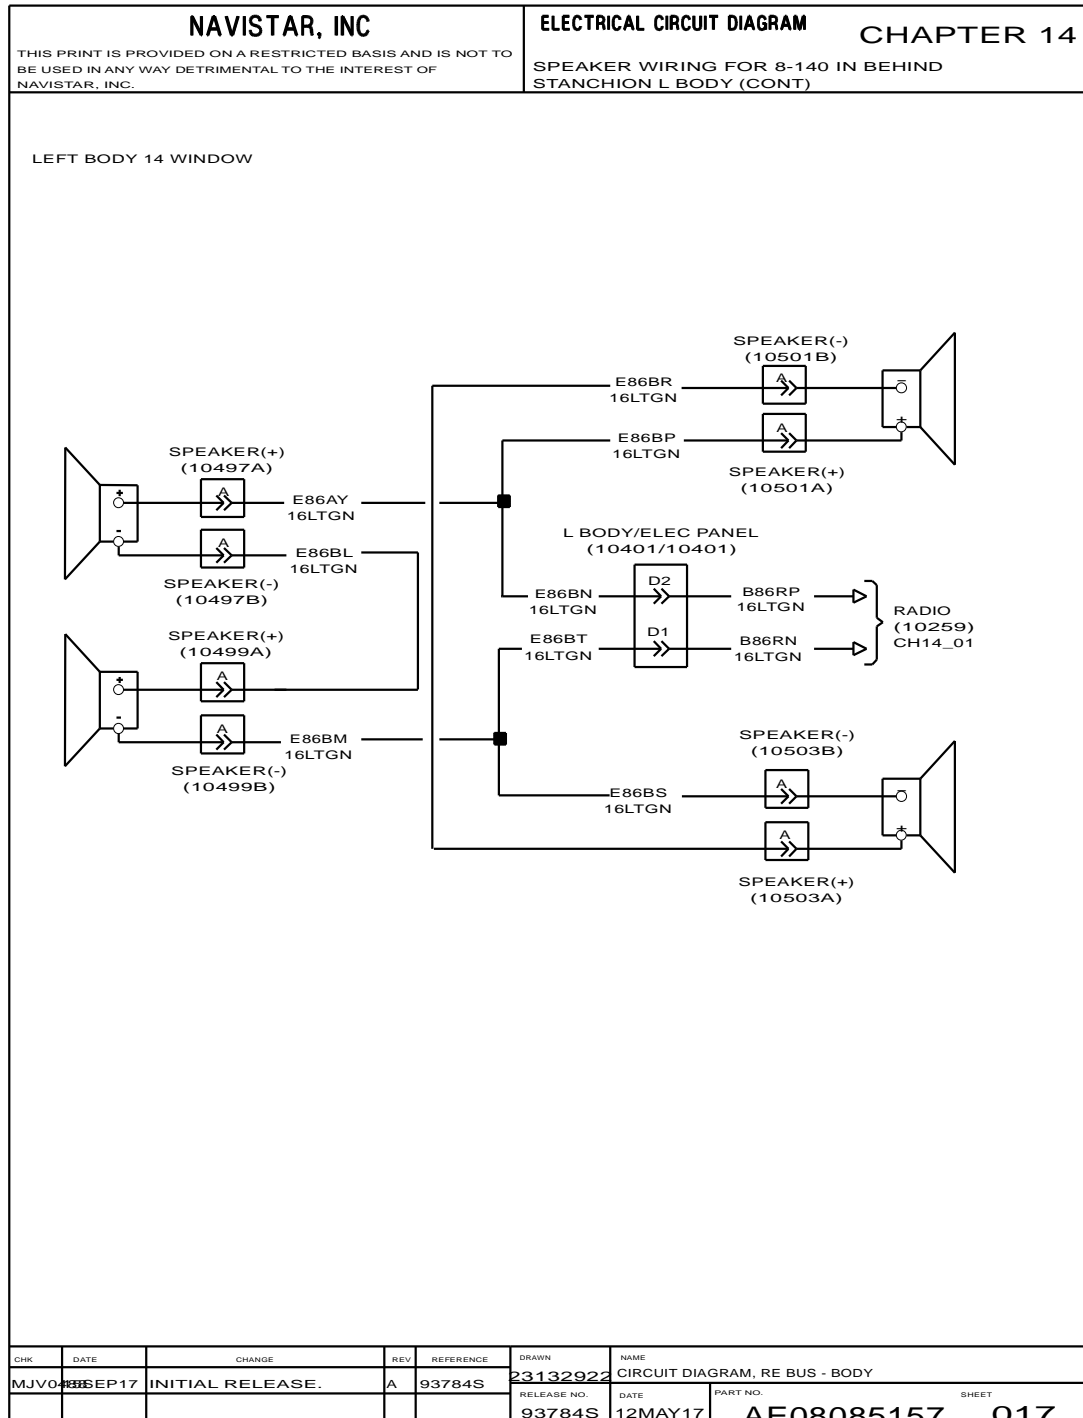 NAVISTAR, INC
THIS PRINT IS PROVIDED ON A RESTRICTED BASIS AND IS NOT TO
BE USED IN ANY WAY DETRIMENTAL TO THE INTEREST OF
NAVISTAR, INC.
ELECTRICAL CIRCUIT DIAGRAM
CHAPTER 14
SPEAKER WIRING FOR 8-140 IN BEHIND
STANCHION L BODY (CONT)
LEFT BODY 14 WINDOW
SPEAKER(-)
(10501B)
A
-
E86BR
16LTGN
A
+
E86BP
16LTGN
SPEAKER(+)
(10501A)
SPEAKER(+)
(10497A)
+
A
E86AY
16LTGN
-
A
E86BL
16LTGN
SPEAKER(-)
(10497B)
L BODY/ELEC PANEL
(10401/10401)
D2
E86BN
16LTGN
B86RP
16LTGN
D1
E86BT
16LTGN
B86RN
16LTGN
RADIO
(10259)
CH14_01
SPEAKER(+)
(10499A)
+
A
-
A
E86BM
16LTGN
SPEAKER(-)
(10499B)
SPEAKER(-)
(10503B)
A
-
E86BS
16LTGN
A
+
SPEAKER(+)
(10503A)
CHK DATE CHANGE REV REFERENCE DRAWN NAME
INITIAL RELEASE. A 93784S 23132922 CIRCUIT DIAGRAM, RE BUS - BODY
RELEASE NO. DATE PART NO. SHEET
93784S 12MAY17 AE08085157 017